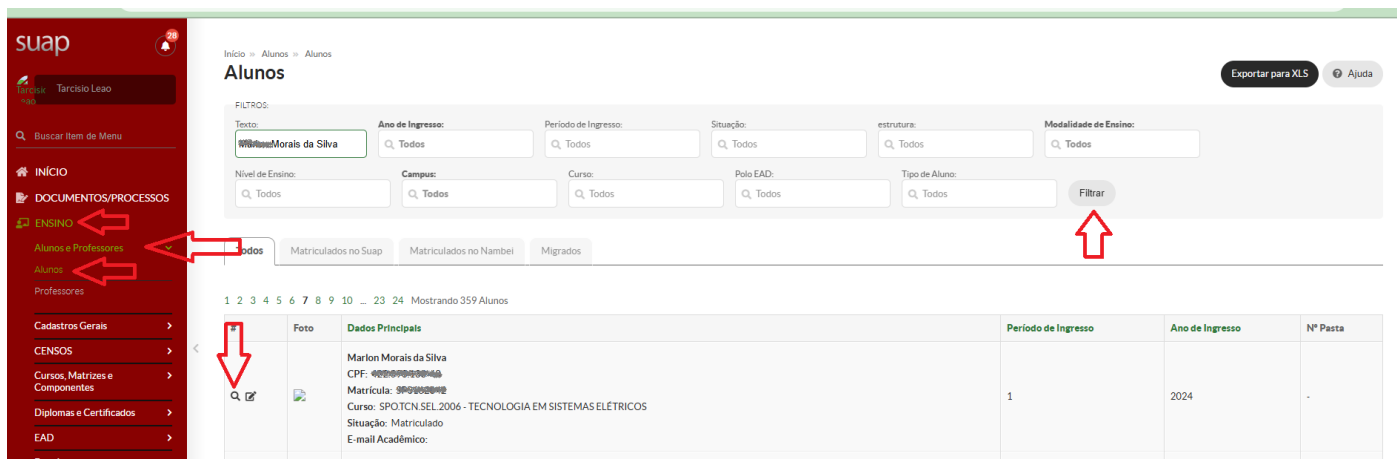 suap
28
Tarcisio Leao
Buscar Item de Menu
INÍCIO
DOCUMENTOS/PROCESSOS
ENSINO
Alunos e Professores
Alunos
Professores
Cadastros Gerais
CENSOS
Cursos, Matrizes e
Componentes
Diplomas e Certificados
EAD
Início » Alunos » Alunos
Alunos
Exportar para XLS
Ajuda
FILTROS:
Texto: Ano de Ingresso: Período de Ingresso: Situação: estrutura: Modalidade de Ensino:
Morais da Silva Todos Todos Todos Todos Todos
Nível de Ensino: Campus: Curso: Polo EAD: Tipo de Aluno:
Todos Todos Todos Todos Todos Filtrar
Todos Matriculados no Suap Matriculados no Nambei Migrados
1 2 3 4 5 6 7 8 9 10 ... 23 24 Mostrando 359 Alunos
# Foto Dados Principais Período de Ingresso Ano de Ingresso Nº Pasta
Marlon Morais da Silva
CPF:
Matrícula:
Curso: SPO.TCN.SEL.2006 - TECNOLOGIA EM SISTEMAS ELÉTRICOS
1 2024 -
Situação: Matriculado
E-mail Acadêmico: